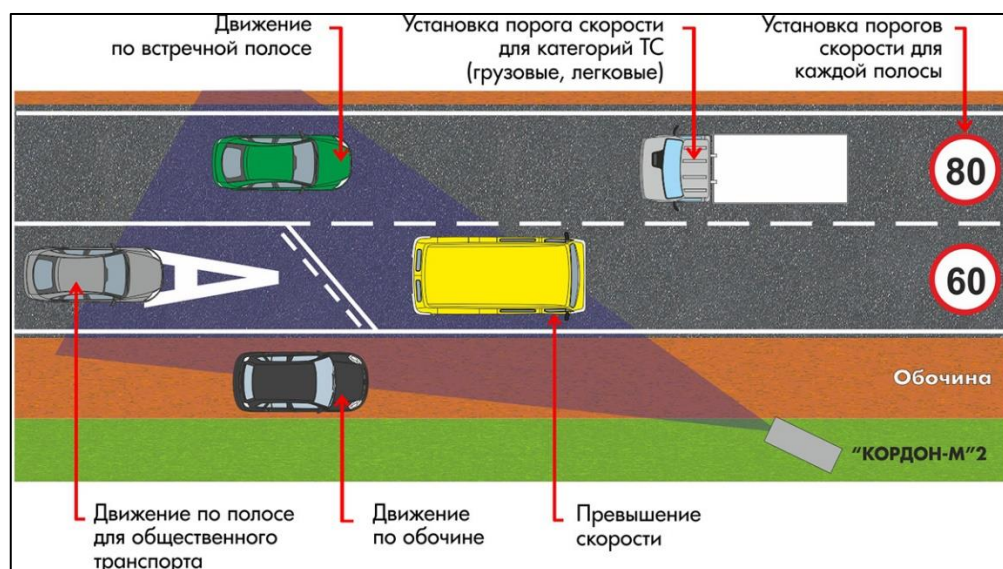 Движение
по встречной полосе
Установка порога скорости
для категорий ТС
(грузовые, легковые)
Установка порогов
скорости для
каждой полосы
80
А
60
Обочина
"КОРДОН-М"2
Движение по полосе
для общественного
транспорта
Движение
по обочине
Превышение
скорости